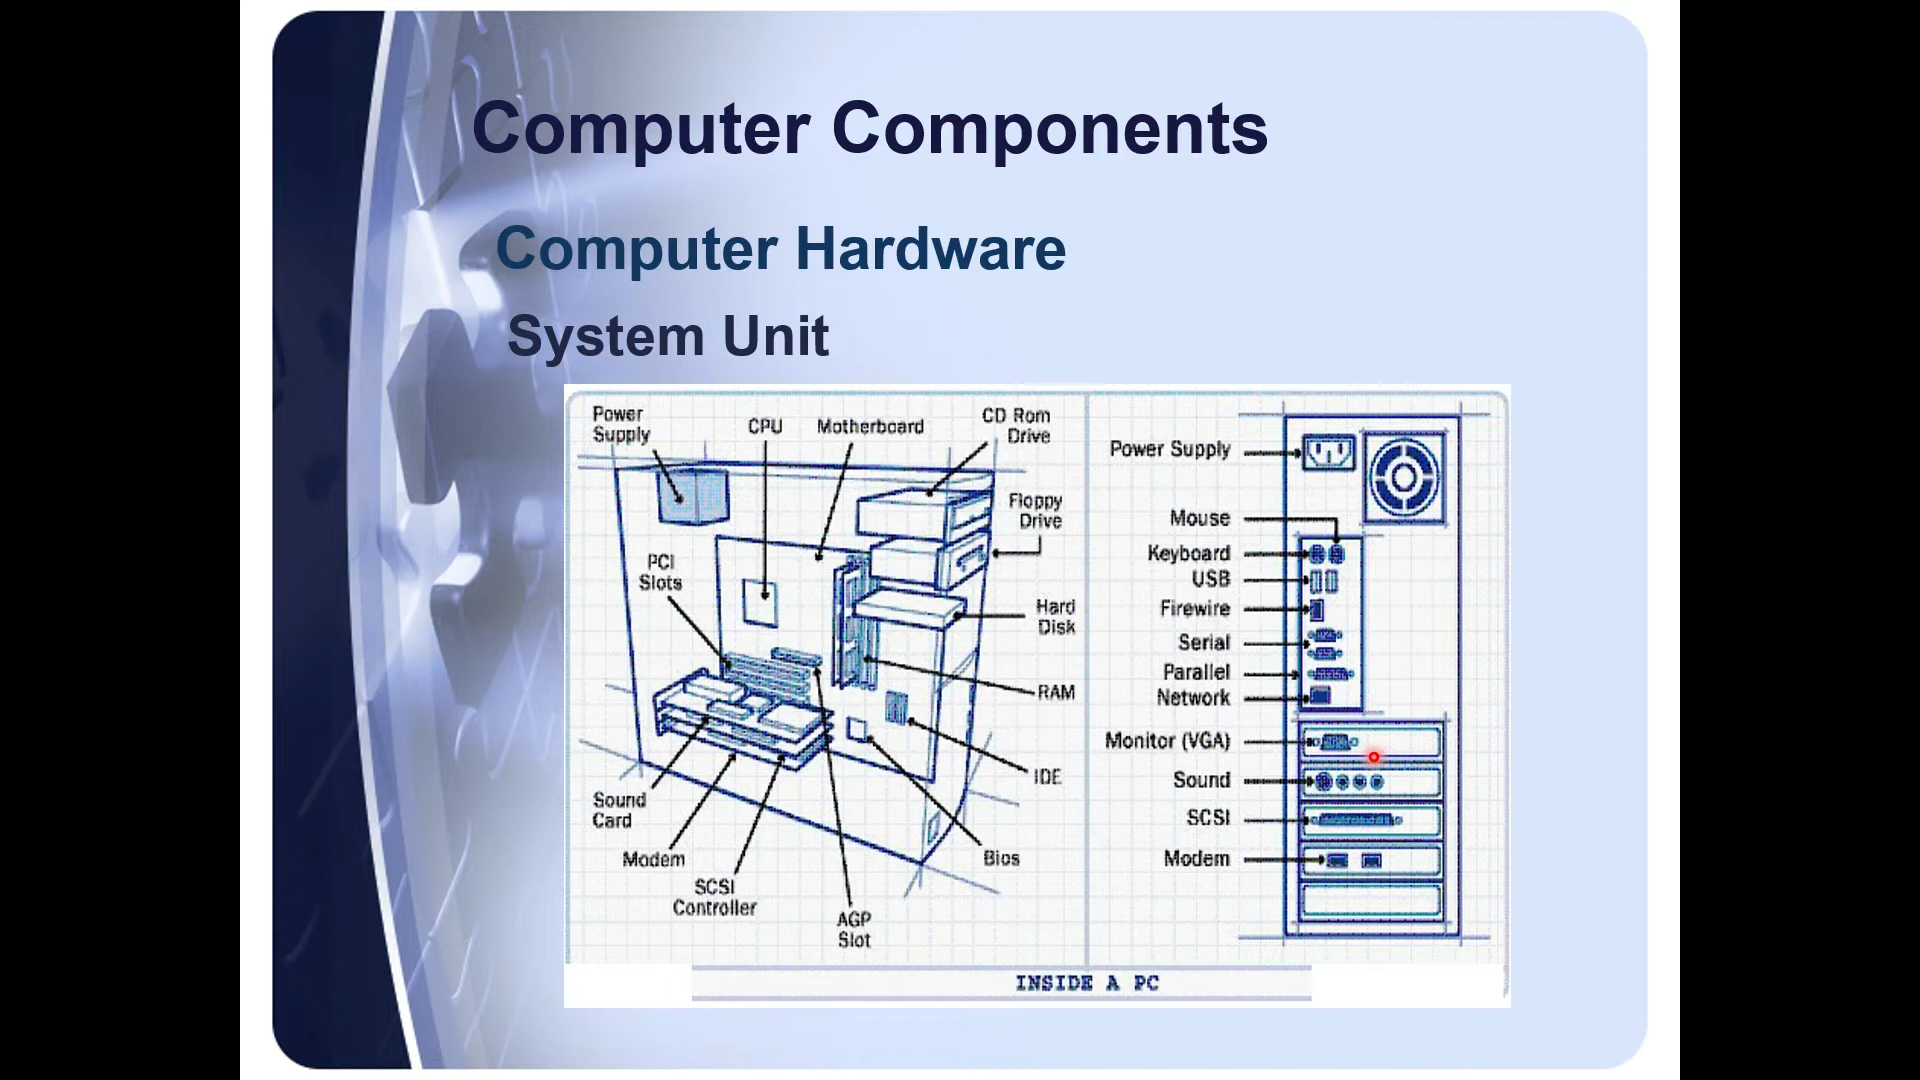 Computer Components
Computer Hardware
System Unit
Power
Supply
CPU
Motherboard
CD Rom
Drive
Floppy
Drive
PCI
Slots
Hard
Disk
RAM
IDE
Sound
Card
Modem
SCSI
Controller
AGP
Slot
Bios
Power Supply
Mouse
Keyboard
USB
Firewire
Serial
Parallel
Network
Monitor (VGA)
Sound
SCSI
Modem
INSIDE A PC